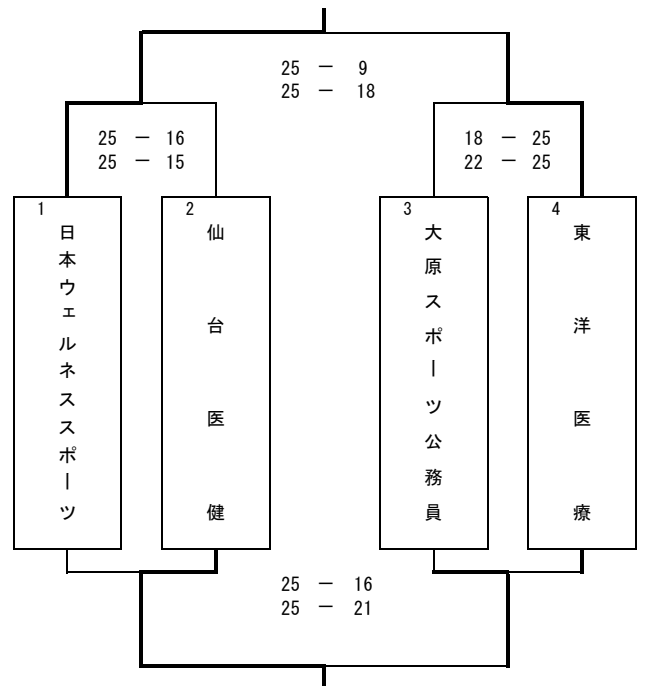 25 － 9
25 － 18
25 － 16
25 － 15
18 － 25
22 － 25
1
日本ウェルネススポーツ
2
仙台医健
3
大原スポーツ公務員
4
東洋医療
25 － 16
25 － 21